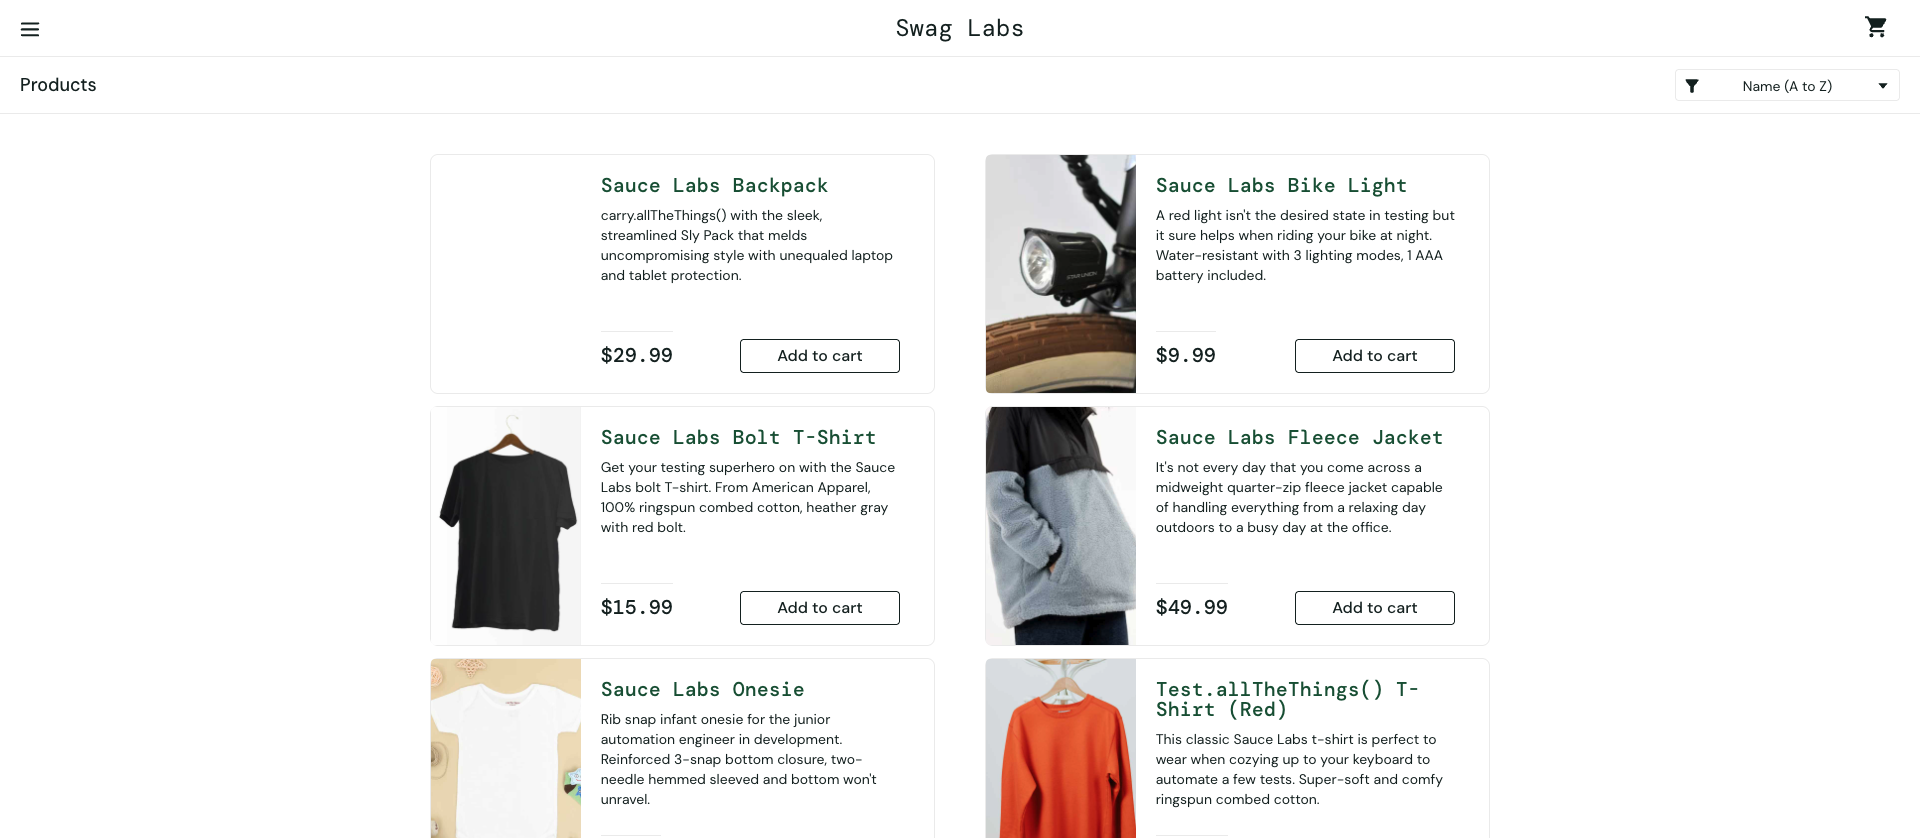 Swag Labs
Products
Name (A to Z)
Sauce Labs Backpack
carry.allTheThings() with the sleek,
streamlined Sly Pack that melds
uncompromising style with unequaled laptop
and tablet protection.
$29.99
Add to cart
Sauce Labs Bike Light
A red light isn't the desired state in testing but
it sure helps when riding your bike at night.
Water-resistant with 3 lighting modes, 1 AAA
battery included.
$9.99
Add to cart
Sauce Labs Bolt T-Shirt
Get your testing superhero on with the Sauce
Labs bolt T-shirt. From American Apparel,
100% ringspun combed cotton, heather gray
with red bolt.
$15.99
Add to cart
Sauce Labs Fleece Jacket
It's not every day that you come across a
midweight quarter-zip fleece jacket capable
of handling everything from a relaxing day
outdoors to a busy day at the office.
$49.99
Add to cart
Sauce Labs Onesie
Rib snap infant onesie for the junior
automation engineer in development.
Reinforced 3-snap bottom closure, two-
needle hemmed sleeved and bottom won't
unravel.
Test.allTheThings() T-
Shirt (Red)
This classic Sauce Labs t-shirt is perfect to
wear when cozying up to your keyboard to
automate a few tests. Super-soft and comfy
ringspun combed cotton.